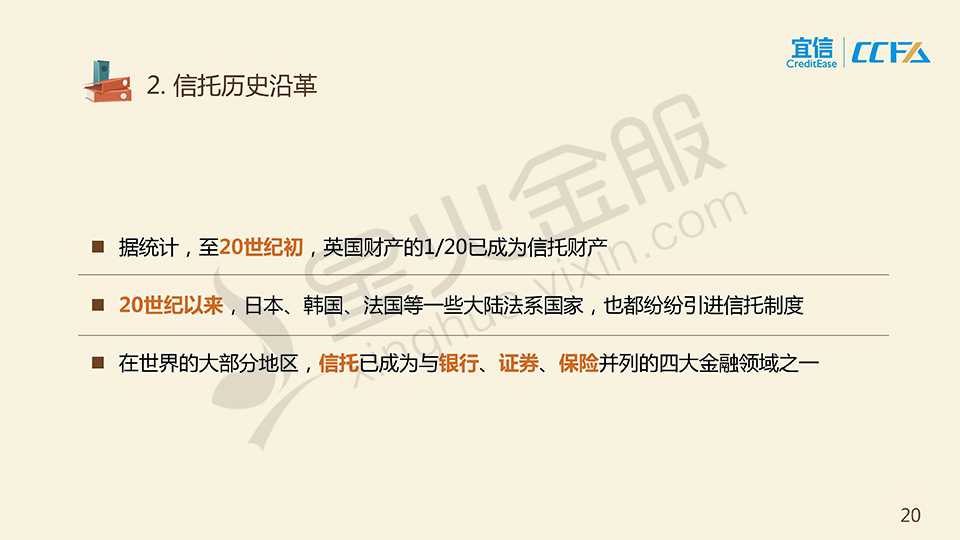 宜信
CreditEase
CCFA
2. 信托历史沿革
■ 据统计，至20世纪初，英国财产的1/20已成为信托财产
■ 20世纪以来，日本、韩国、法国等一些大陆法系国家，也都纷纷引进信托制度
■ 在世界的大部分地区，信托已成为与银行、证券、保险并列的四大金融领域之一
星火金服
xinghuo.yixin.com
20